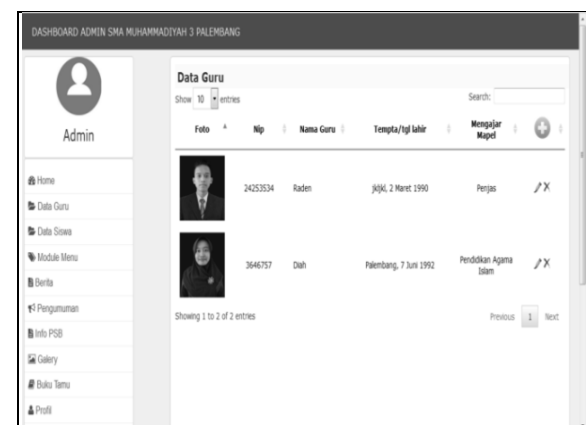 DASHBOARD ADMIN SMA MUHAMMADIYAH 3 PALEMBANG
Admin
Home
Data Guru
Data Siswa
Module Menu
Berita
Pengumuman
Info PSB
Galery
Buku Tamu
Profil
Data Guru
Show 10 entries
Search:
Foto Nip Nama Guru Tempta/tgl lahir Mengajar Mapel
24253534 Raden jkljkl, 2 Maret 1990 Penjas
3646757 Diah Palembang, 7 Juni 1992 Pendidikan Agama Islam
Showing 1 to 2 of 2 entries
Previous 1 Next